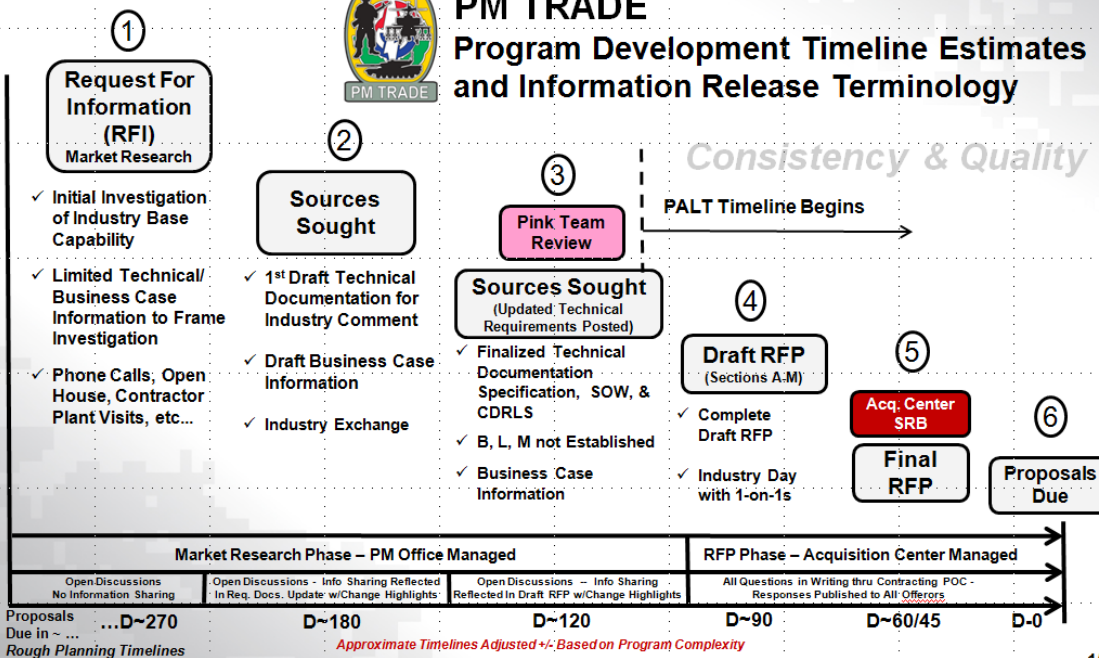 PM TRADE
Program Development Timeline Estimates
and Information Release Terminology
PM TRADE
Consistency & Quality
1
Request For
Information
(RFI)
Market Research
✓ Initial Investigation
of Industry Base
Capability
✓ Limited Technical/
Business Case
Information to Frame
Investigation
✓ Phone Calls, Open
House, Contractor
Plant Visits, etc...
2
Sources
Sought
✓ 1st Draft Technical
Documentation for
Industry Comment
✓ Draft Business Case
Information
✓ Industry Exchange
3
Pink Team
Review
Sources Sought
(Updated Technical
Requirements Posted)
✓ Finalized Technical
Documentation
Specification, SOW, &
CDRLS
✓ B, L, M not Established
✓ Business Case
Information
PALT Timeline Begins
4
Draft RFP
(Sections A-M)
✓ Complete
Draft RFP
✓ Industry Day
with 1-on-1s
5
Acq. Center
SRB
Final
RFP
6
Proposals
Due
Market Research Phase – PM Office Managed
RFP Phase – Acquisition Center Managed
Open Discussions
No Information Sharing
Open Discussions - Info Sharing Reflected
In Req. Docs. Update w/Change Highlights
Open Discussions -- Info Sharing
Reflected In Draft RFP w/Change Highlights
All Questions in Writing thru Contracting POC -
Responses Published to All Offerors
Proposals
Due in ~ ...
Rough Planning Timelines
...D~270
D~180
D~120
D~90
D~60/45
D-0
Approximate Timelines Adjusted +/- Based on Program Complexity